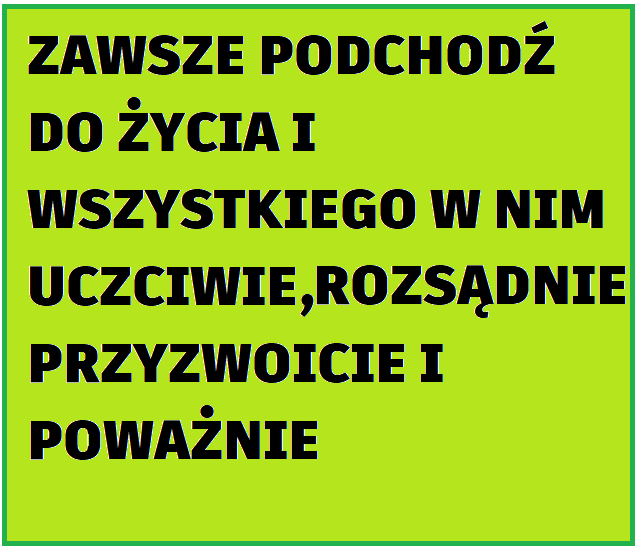 ZAWSZE PODCHODŹ
DO ŻYCIA I
WSZYSTKIEGO W NIM
UCZCIWIE,ROZSĄDNIE
PRZYZWOICIE I
POWAŻNIE